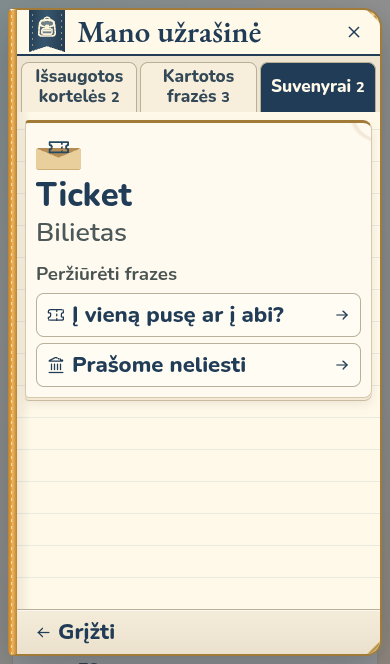 Mano užrašinė
Išsaugotos
kortelės 2
Kartotos
frazės 3
Suvenyrai 2
Ticket
Bilietas
Peržiūrėti frazes
Į vieną pusę ar į abi?
Prašome neliesti
Grįžti